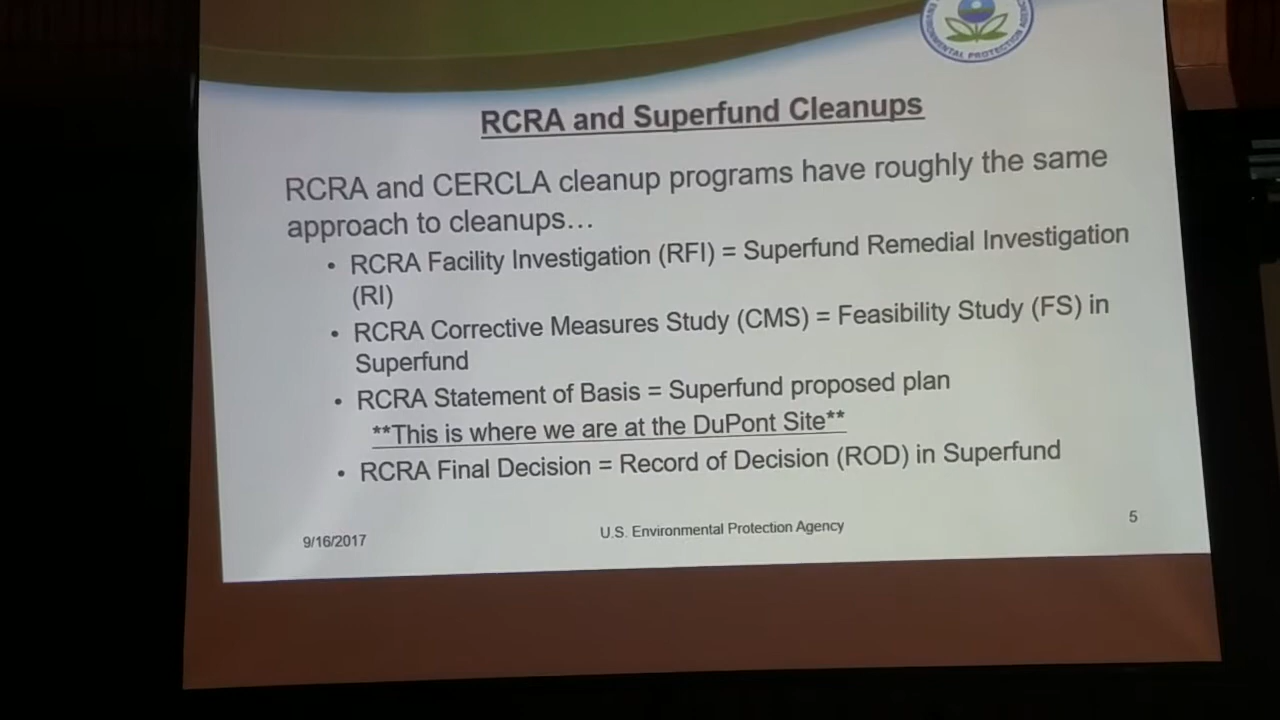 ENVIRONMENTAL PROTECTION
RCRA and Superfund Cleanups
RCRA and CERCLA cleanup programs have roughly the same
approach to cleanups...
• RCRA Facility Investigation (RFI) = Superfund Remedial Investigation
(RI)
• RCRA Corrective Measures Study (CMS) = Feasibility Study (FS) in
Superfund
• RCRA Statement of Basis = Superfund proposed plan
**This is where we are at the DuPont Site**
• RCRA Final Decision = Record of Decision (ROD) in Superfund
9/16/2017
U.S. Environmental Protection Agency
5